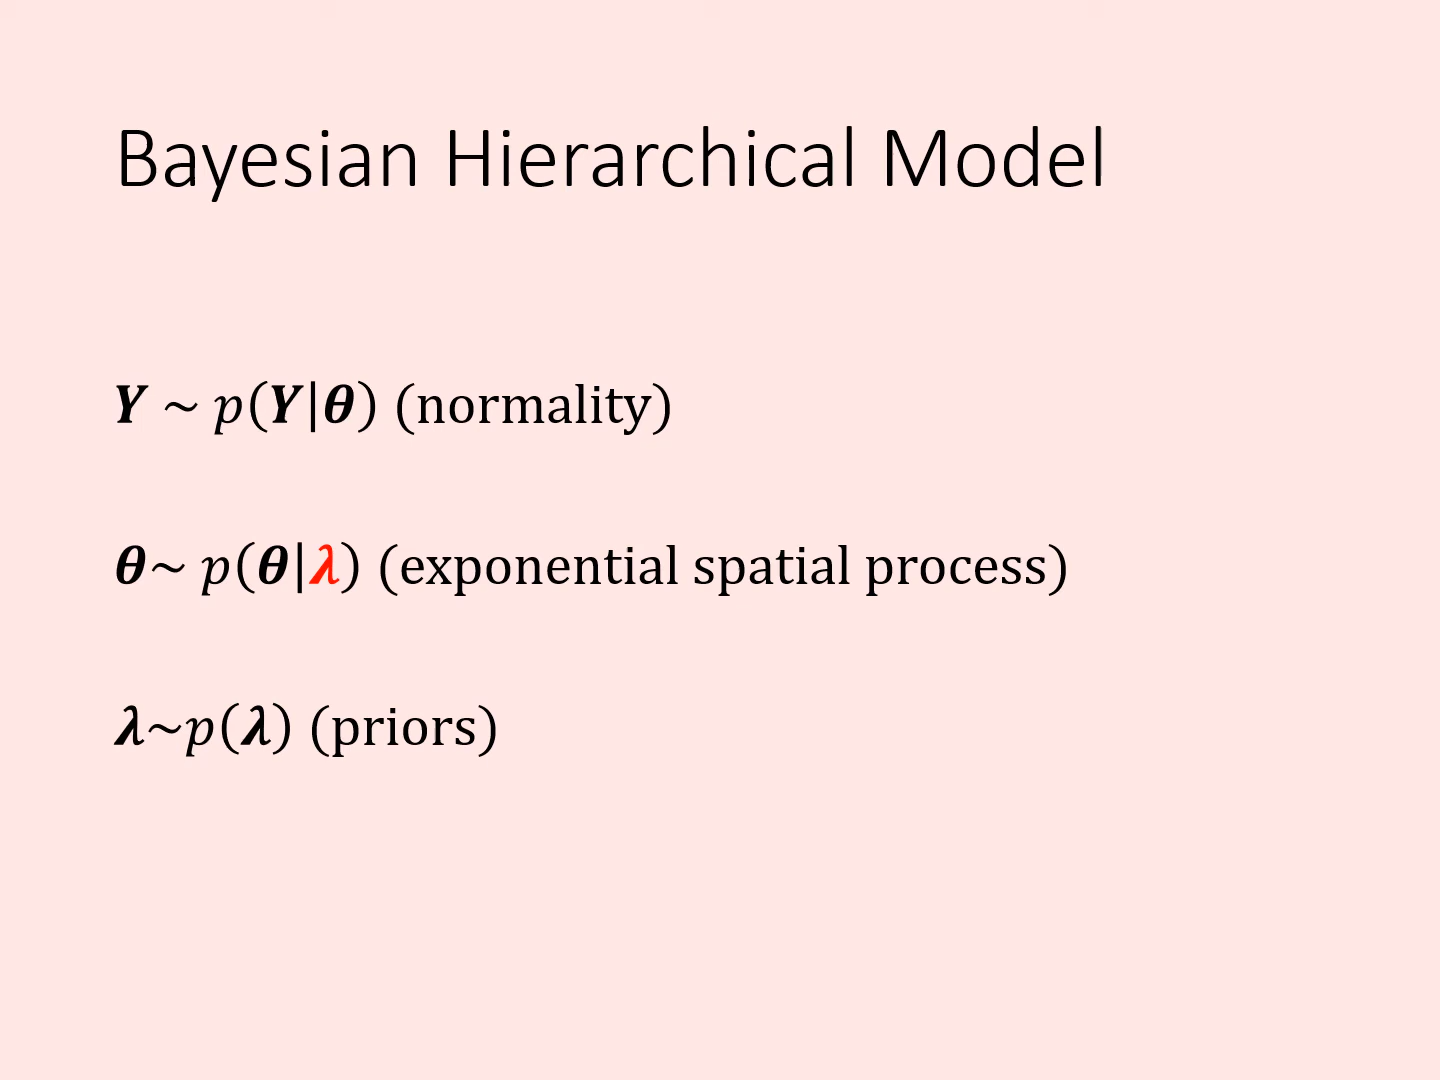 Bayesian Hierarchical Model
𝒀 ~ 𝑝(𝒀|𝜽) (normality)
𝜽~ 𝑝(𝜽|𝝀) (exponential spatial process)
𝝀~𝑝(𝝀) (priors)